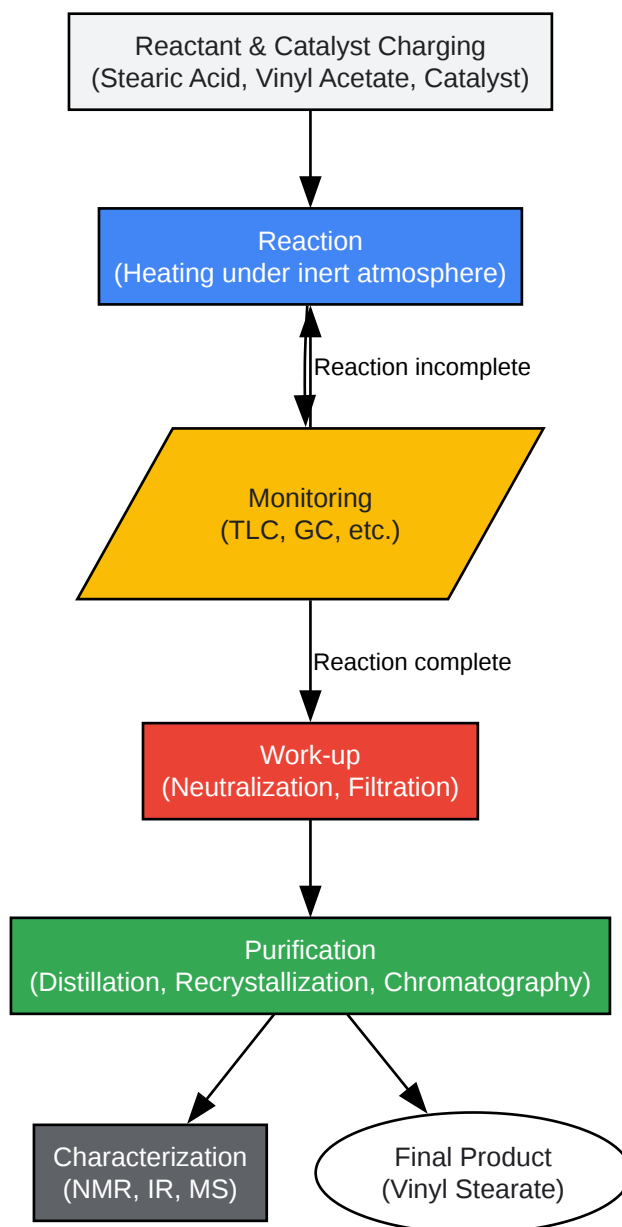 Reactant & Catalyst Charging
(Stearic Acid, Vinyl Acetate, Catalyst)
Reaction
(Heating under inert atmosphere)
Reaction incomplete
Monitoring
(TLC, GC, etc.)
Reaction complete
Work-up
(Neutralization, Filtration)
Purification
(Distillation, Recrystallization, Chromatography)
Characterization
(NMR, IR, MS)
Final Product
(Vinyl Stearate)